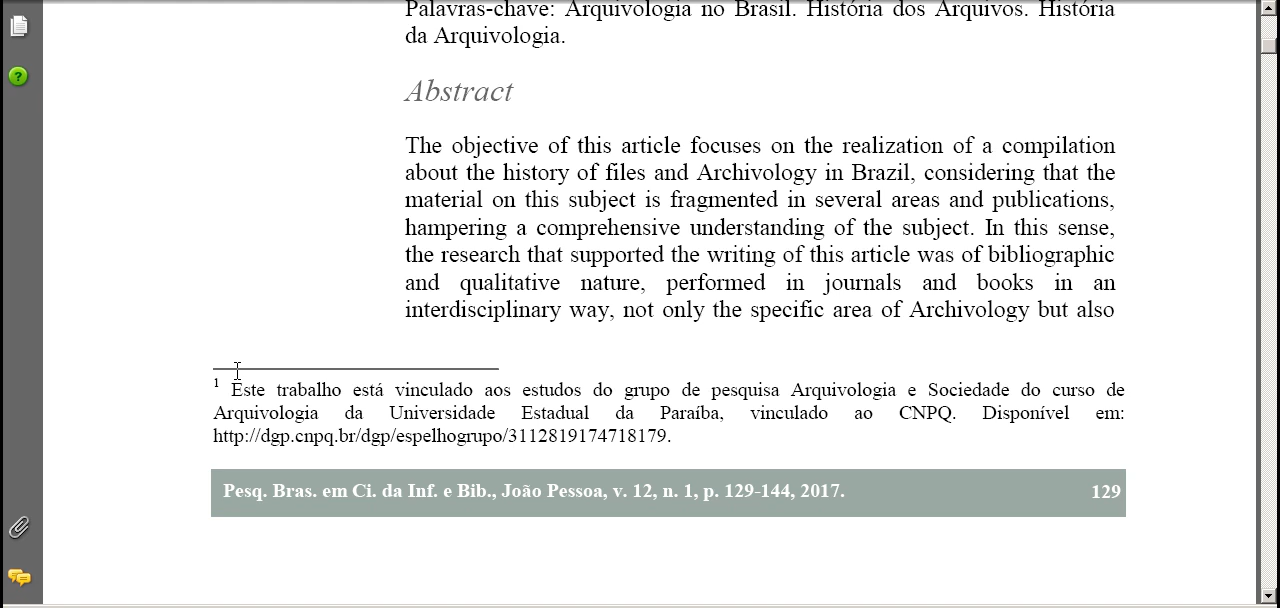 Palavras-chave: Arquivologia no Brasil. História dos Arquivos. História
da Arquivologia.
Abstract
The objective of this article focuses on the realization of a compilation
about the history of files and Archivology in Brazil, considering that the
material on this subject is fragmented in several areas and publications,
hampering a comprehensive understanding of the subject. In this sense,
the research that supported the writing of this article was of bibliographic
and qualitative nature, performed in journals and books in an
interdisciplinary way, not only the specific area of Archivology but also
1 Este trabalho está vinculado aos estudos do grupo de pesquisa Arquivologia e Sociedade do curso de
Arquivologia da Universidade Estadual da Paraíba, vinculado ao CNPQ. Disponível em:
http://dgp.cnpq.br/dgp/espelhogrupo/3112819174718179.
Pesq. Bras. em Ci. da Inf. e Bib., João Pessoa, v. 12, n. 1, p. 129-144, 2017. 129